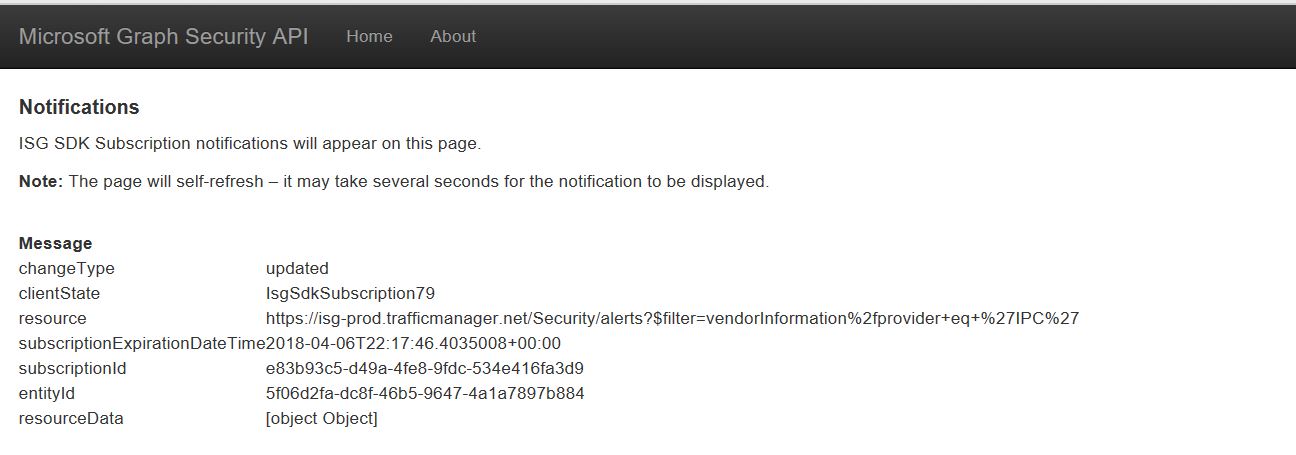 Microsoft Graph Security API Home About
Notifications
ISG SDK Subscription notifications will appear on this page.
Note: The page will self-refresh – it may take several seconds for the notification to be displayed.
Message
changeType updated
clientState IsgSdkSubscription79
resource https://isg-prod.trafficmanager.net/Security/alerts?$filter=vendorInformation%2fprovider+eq+%27IPC%27
subscriptionExpirationDateTime2018-04-06T22:17:46.4035008+00:00
subscriptionId e83b93c5-d49a-4fe8-9fdc-534e416fa3d9
entityId 5f06d2fa-dc8f-46b5-9647-4a1a7897b884
resourceData [object Object]